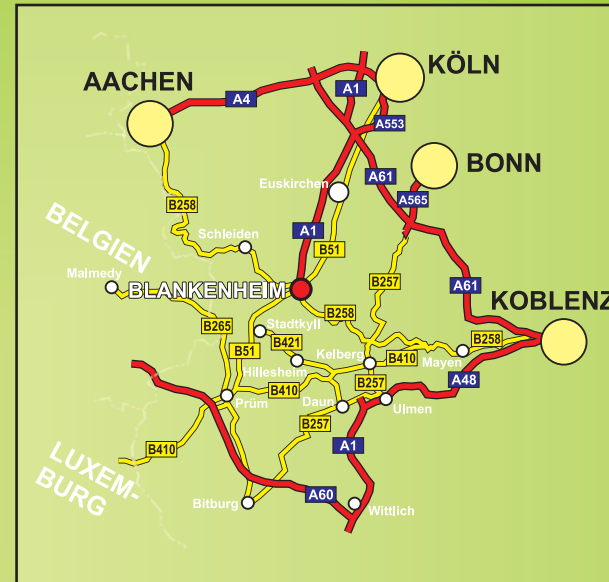 KÖLN
AACHEN
A1
A4
A553
BONN
A61
Euskirchen
A565
B258
BELGIEN
A1
Schleiden
B51
Malmedy
B257
A61
BLANKENHEIM
KOBLENZ
B258
B265
Stadtkyll
B421
B258
B51
Kelberg
B410
Mayen
Hillesheim
A48
B410
B257
Prüm
Daun
Ulmen
B257
A1
B410
LUXEM-
BURG
A60
Bitburg
Wittlich